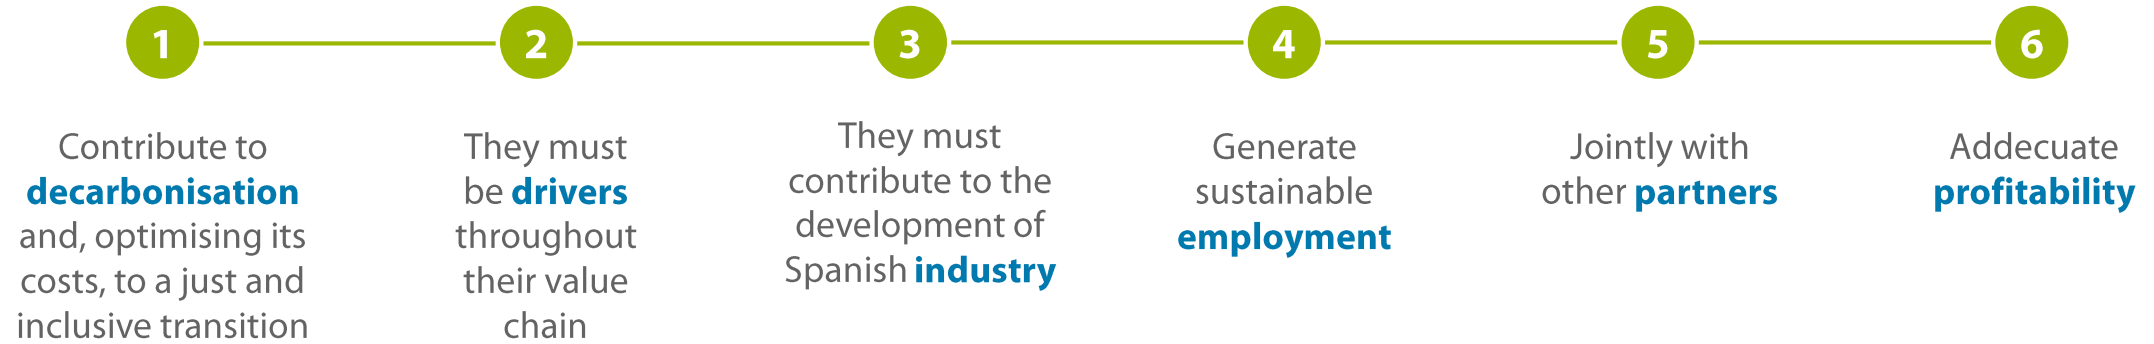 1
Contribute to
decarbonisation
and, optimising its
costs, to a just and
inclusive transition
2
They must
be drivers
throughout
their value
chain
3
They must
contribute to the
development of
Spanish industry
4
Generate
sustainable
employment
5
Jointly with
other partners
6
Addecuate
profitability